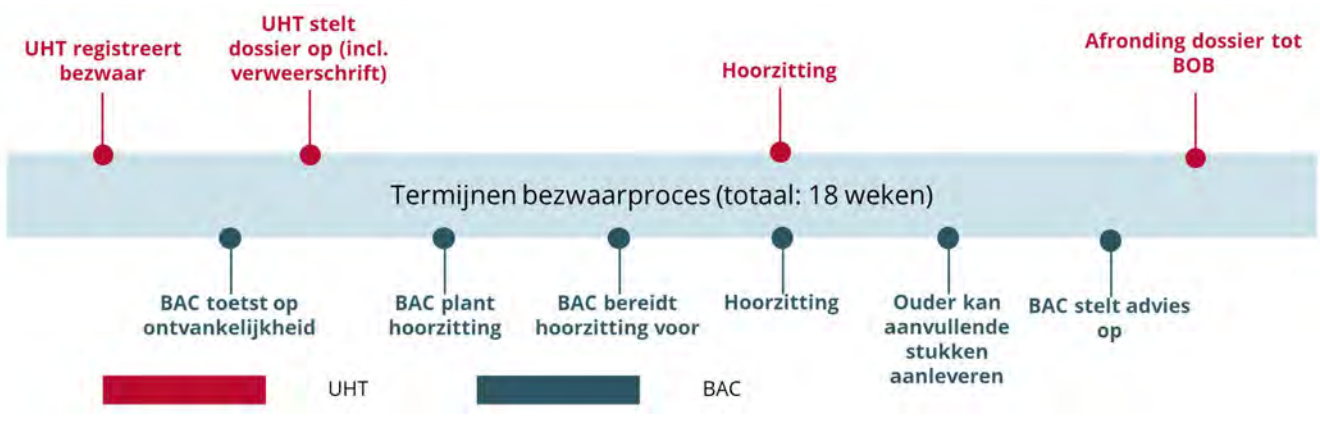 UHT registreert
bezwaar
UHT stelt
dossier op (incl.
verweerschrift)
Hoorzitting
Afronding dossier tot
BOB
Termijnen bezwaarproces (totaal: 18 weken)
BAC toetst op
ontvankelijkheid
BAC plant
hoorzitting
BAC bereidt
hoorzitting voor
Hoorzitting
Ouder kan
aanvullende
stukken
aanleveren
BAC stelt advies
op
UHT
BAC